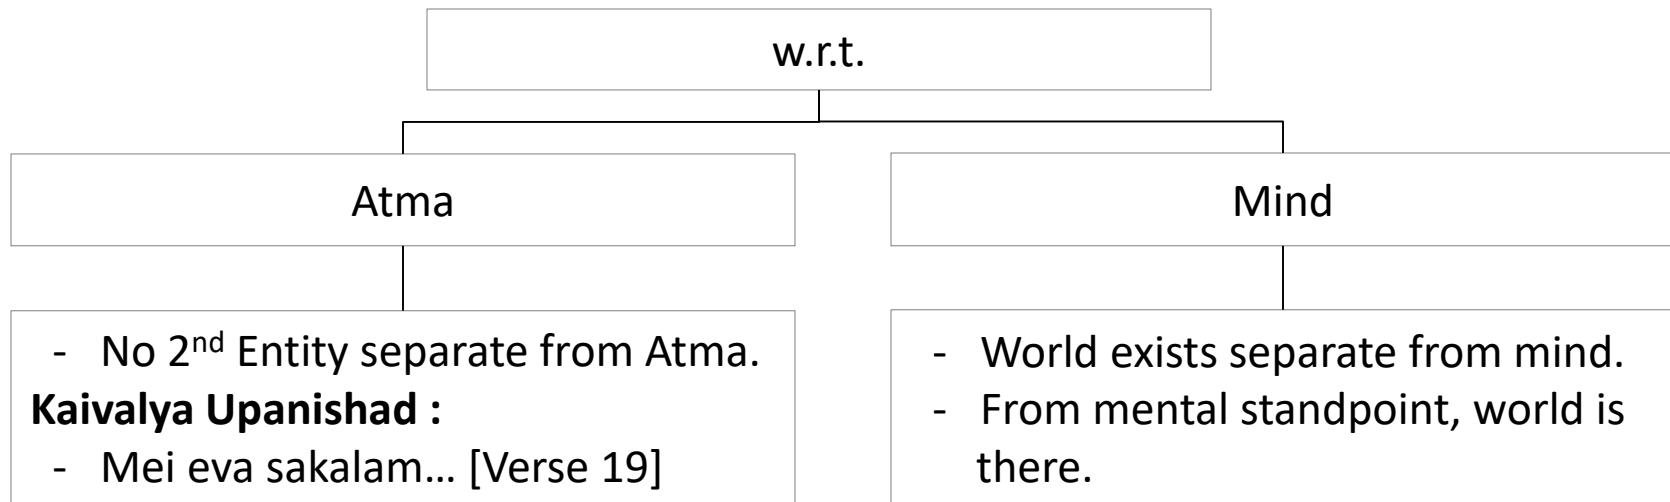 w.r.t.
Atma
Mind
- No 2nd Entity separate from Atma.
Kaivalya Upanishad :
- Mei eva sakalam… [Verse 19]
- World exists separate from mind.
- From mental standpoint, world is
there.